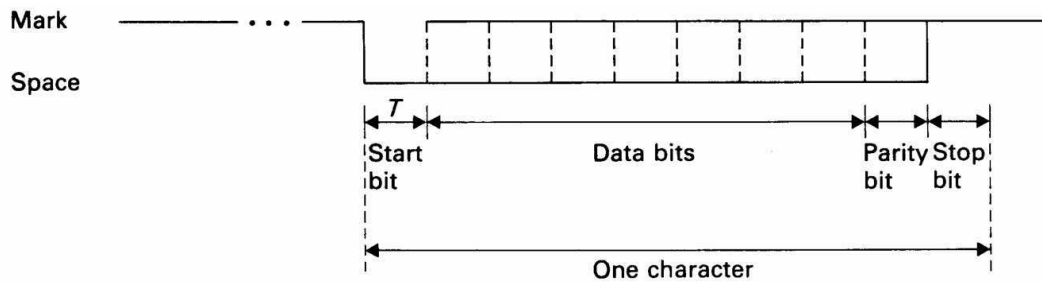 Mark
Space
T
Start bit
Data bits
Parity bit
Stop bit
One character